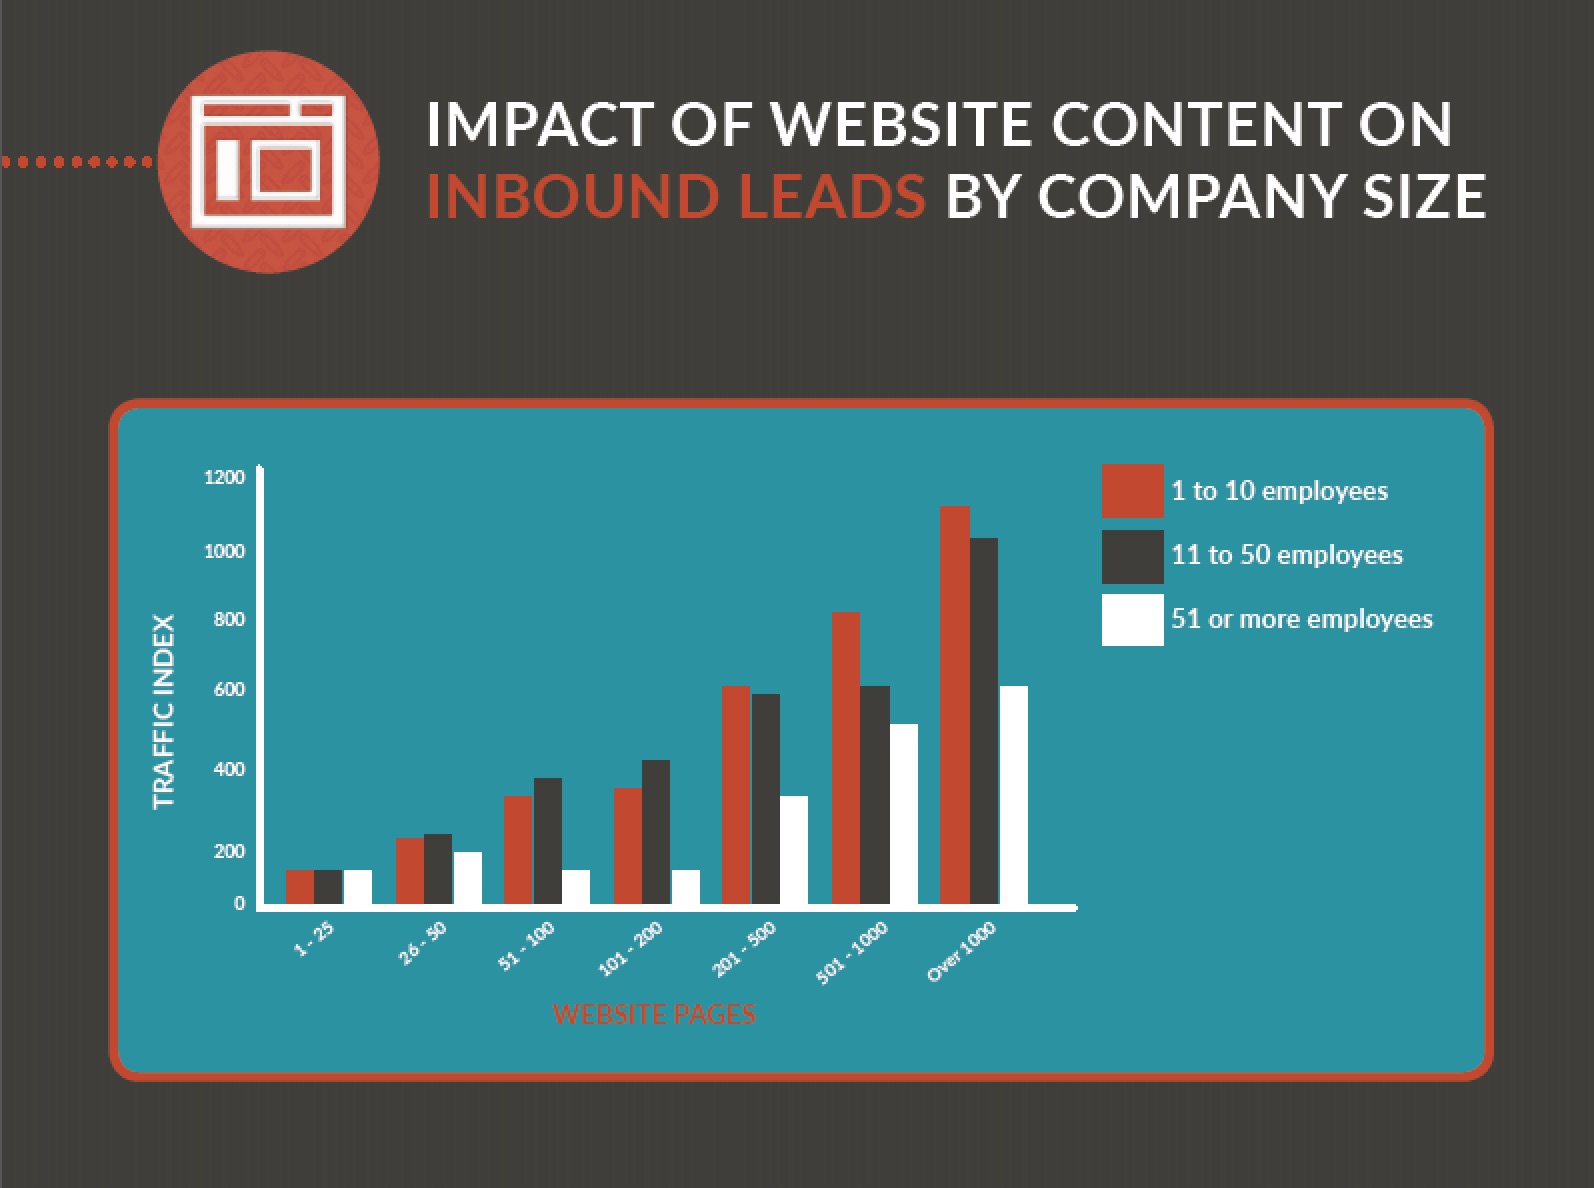 IMPACT OF WEBSITE CONTENT ON
INBOUND LEADS BY COMPANY SIZE
1200
1000
800
600
400
200
0
TRAFFIC INDEX
1 - 25
26 - 50
51 - 100
101 - 200
201 - 500
501 - 1000
Over 1000
WEBSITE PAGES
1 to 10 employees
11 to 50 employees
51 or more employees